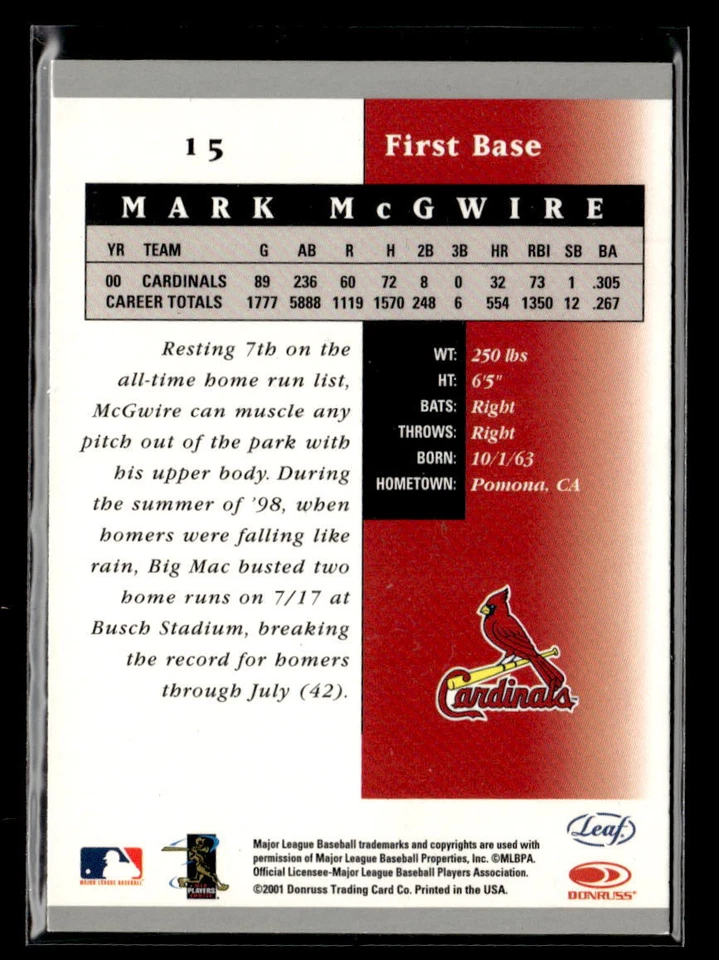 15
First Base
MARK McGWIRE
YR TEAM G AB R H 2B 3B HR RBI SB BA
00 CARDINALS 89 236 60 72 8 0 32 73 1 .305
CAREER TOTALS 1777 5888 1119 1570 248 6 554 1350 12 .267
Resting 7th on the
all-time home run list,
McGwire can muscle any
pitch out of the park with
his upper body. During
the summer of '98, when
homers were falling like
rain, Big Mac busted two
home runs on 7/17 at
Busch Stadium, breaking
the record for homers
through July (42).
WT: 250 lbs
HT: 6'5"
BATS: Right
THROWS: Right
BORN: 10/1/63
HOMETOWN: Pomona, CA
Cardinals
Leaf
MAJOR LEAGUE BASEBALL
PLAYERS
Major League Baseball trademarks and copyrights are used with
permission of Major League Baseball Properties, Inc. ©MLBPA.
Official Licensee-Major League Baseball Players Association.
©2001 Donruss Trading Card Co. Printed in the USA.
DONRUSS